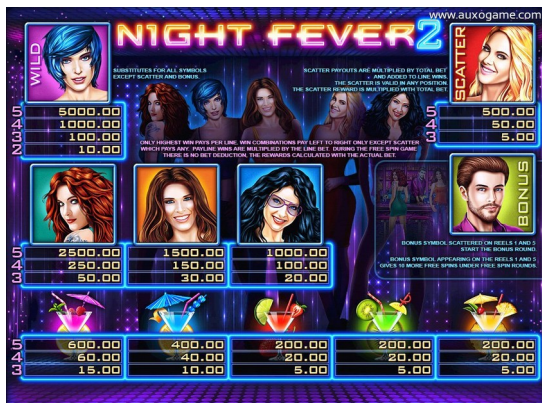 www.auxogame.com
NIGHT FEVER 2
WILD
SUBSTITUTES FOR ALL SYMBOLS
EXCEPT SCATTER AND BONUS.
SCATTER PAYOUTS ARE MULTIPLIED BY TOTAL BET
AND ADDED TO LINE WINS.
THE SCATTER IS VALID IN ANY POSITION.
THE SCATTER REWARD IS MULTIPLIED WITH TOTAL BET.
SCATTER
5 5000.00
4 1000.00
3 100.00
2 10.00
5 500.00
4 50.00
3 5.00
ONLY HIGHEST WIN PAYS PER LINE, WIN COMBINATIONS PAY LEFT TO RIGHT ONLY EXCEPT SCATTER
WHICH PAYS ANY. PAYLINE WINS ARE MULTIPLIED BY THE LINE BET. DURING THE FREE SPIN GAME
THERE IS NO BET DEDUCTION, THE REWARDS CALCULATED WITH THE ACTUAL BET.
BONUS
BONUS SYMBOL SCATTERED ON REELS 1 AND 5
START THE BONUS ROUND.
BONUS SYMBOL APPEARING ON THE REELS 1 AND 5
GIVES 10 MORE FREE SPINS UNDER FREE SPIN ROUNDS.
5 2500.00 1500.00 1000.00
4 250.00 150.00 100.00
3 50.00 30.00 20.00
5 600.00 400.00 200.00 200.00 200.00
4 60.00 40.00 20.00 20.00 20.00
3 15.00 10.00 5.00 5.00 5.00